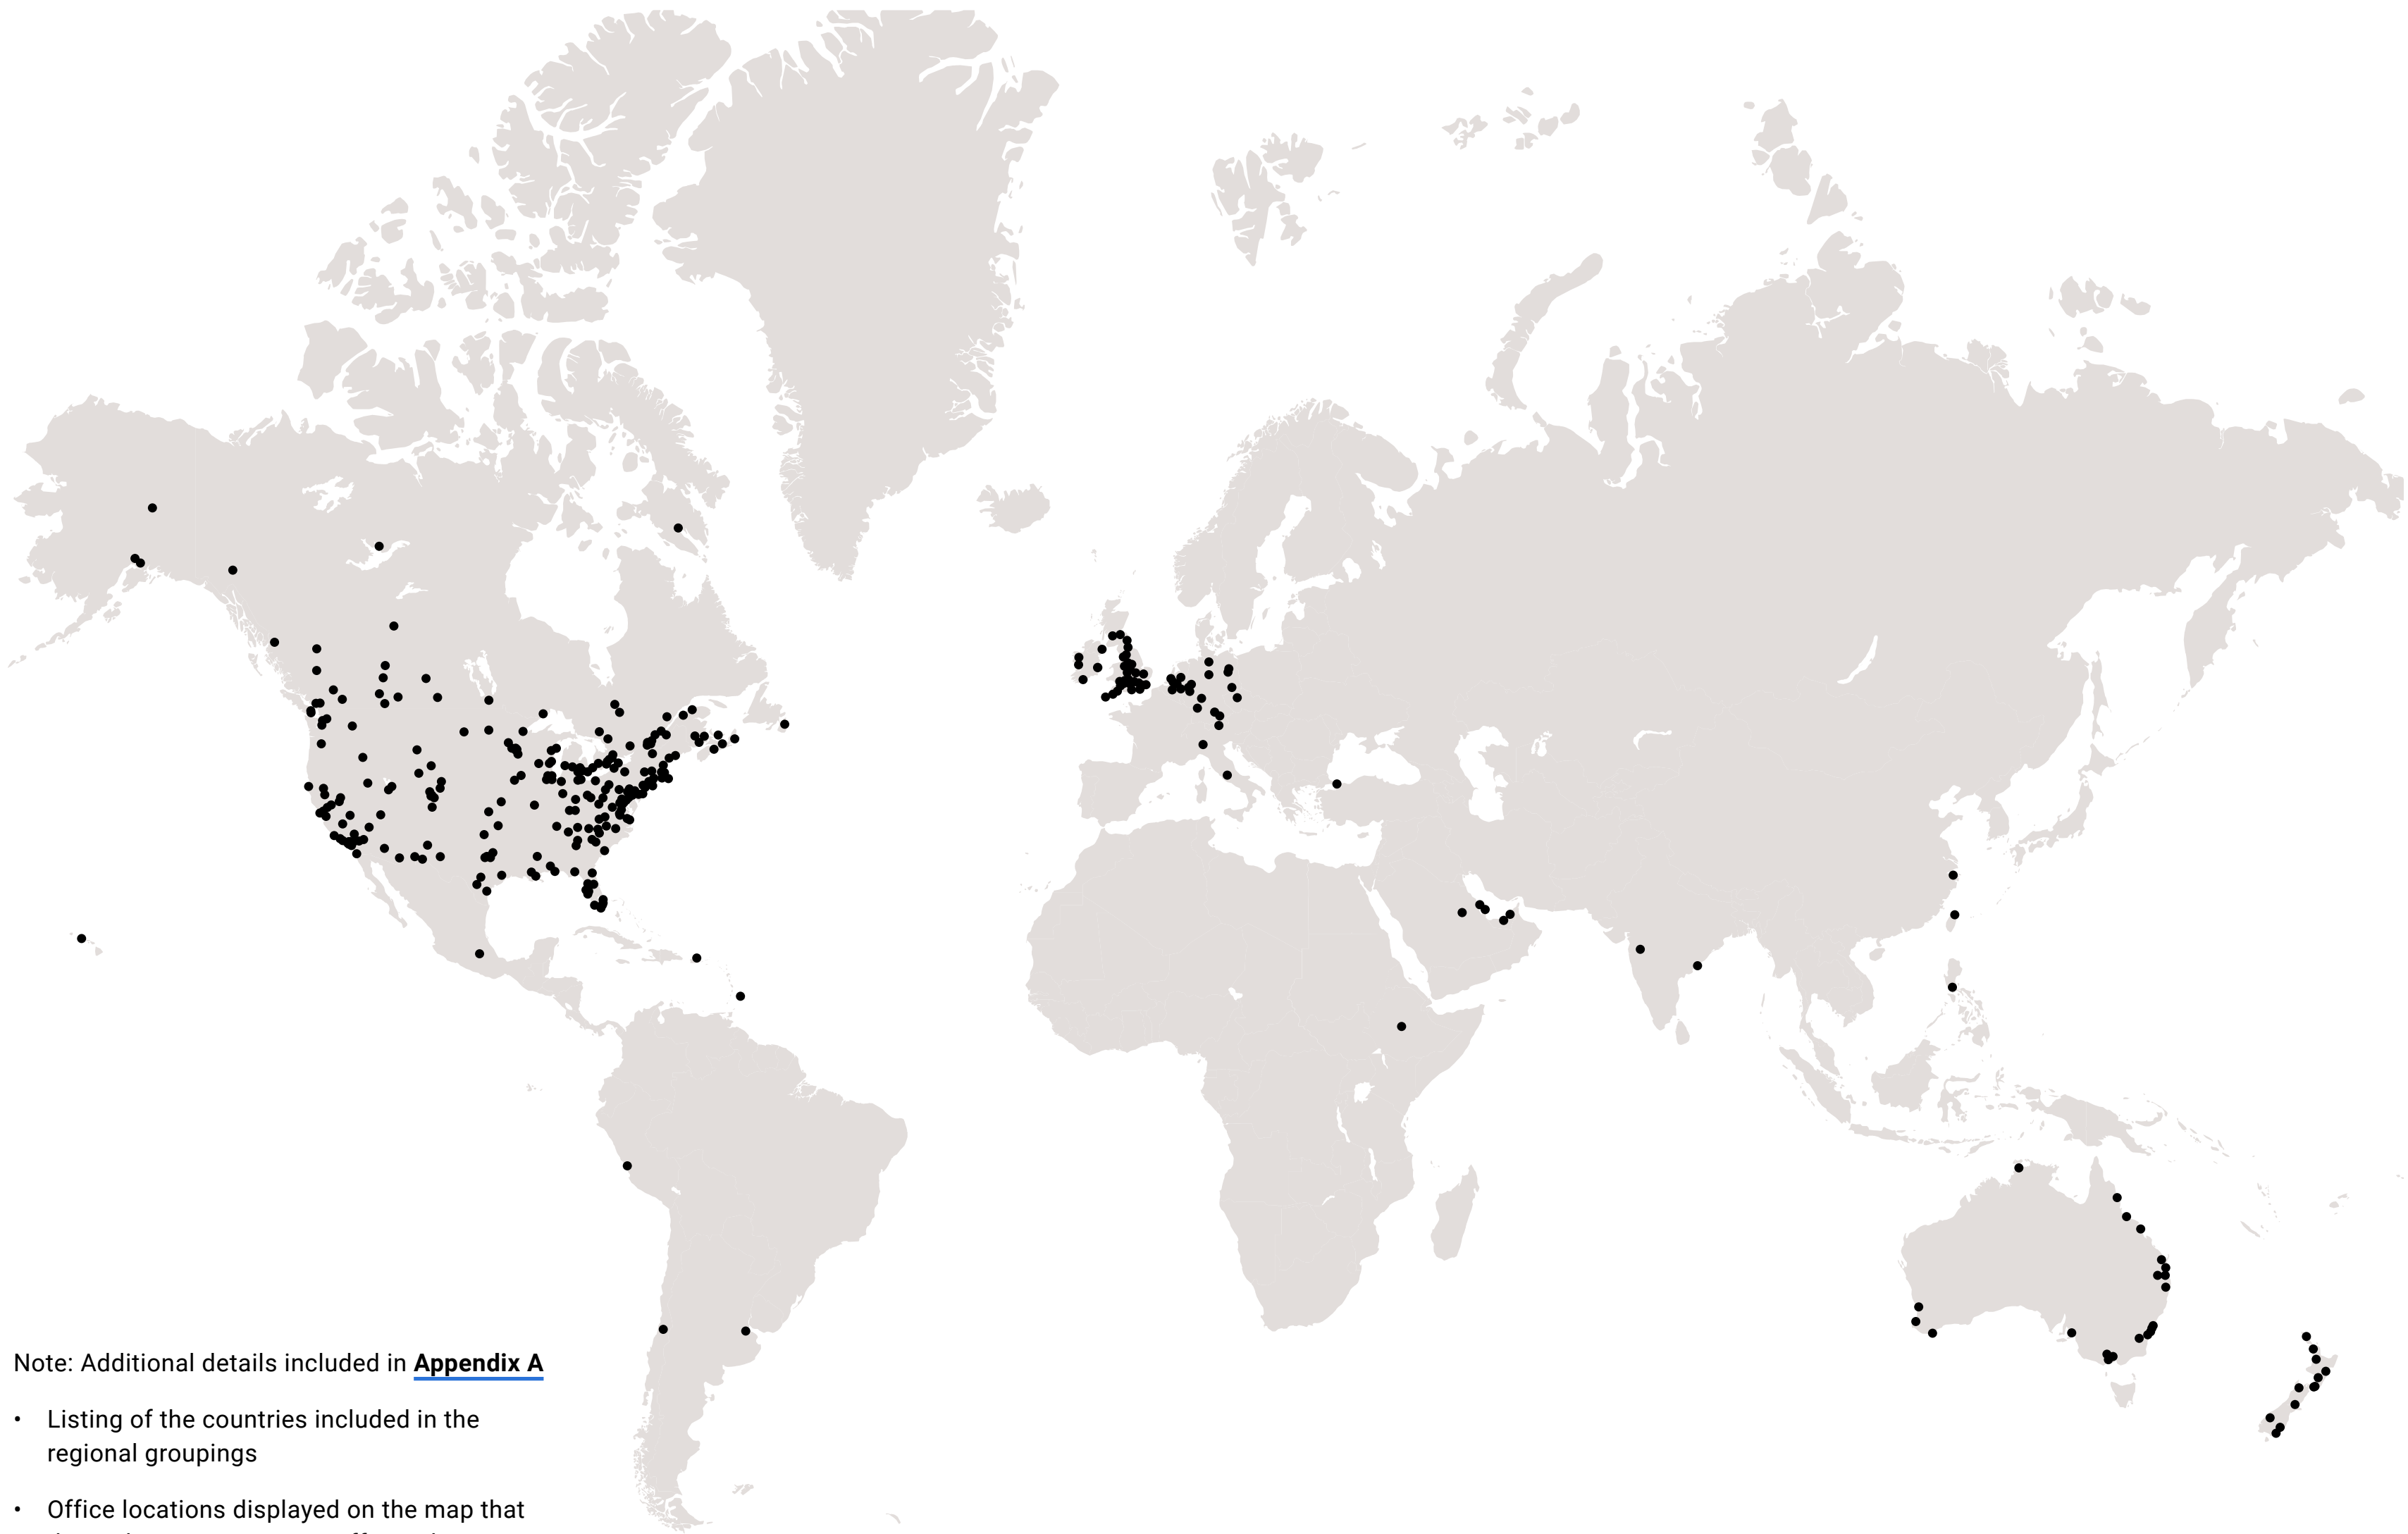 Note: Additional details included in Appendix A
• Listing of the countries included in the
regional groupings
• Office locations displayed on the map that